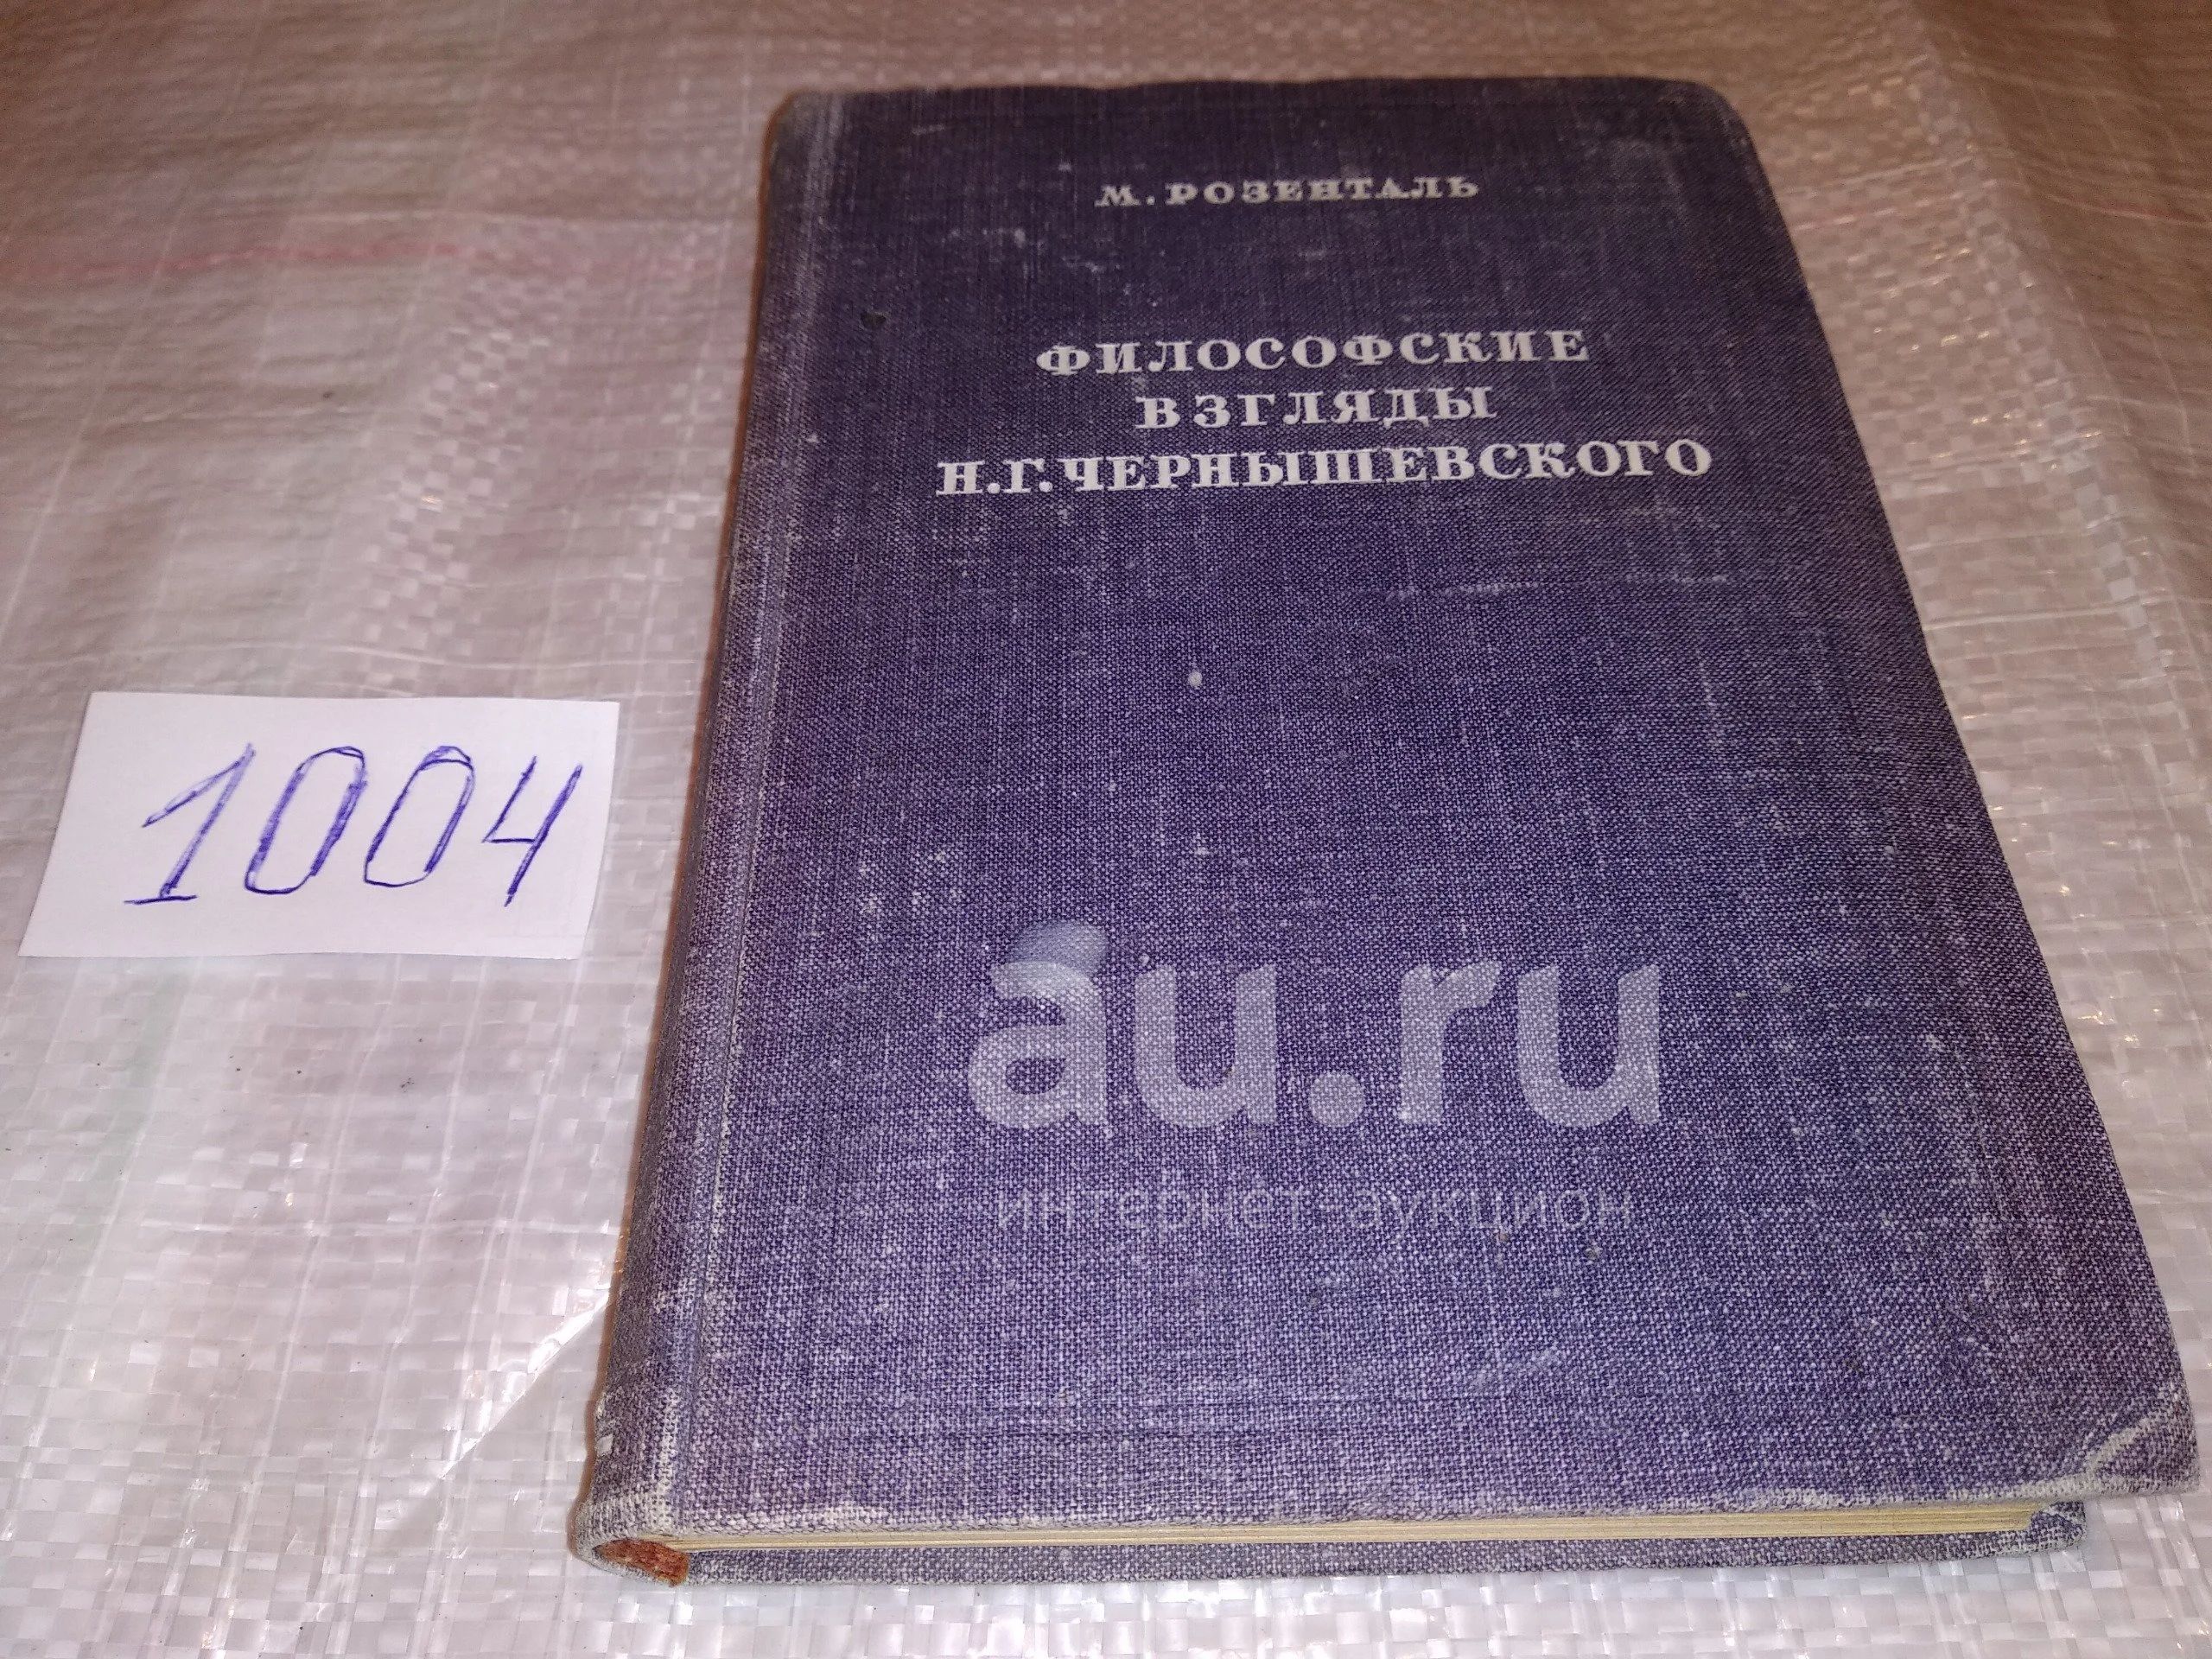 М. РОЗЕНТАЛЬ
ФИЛОСОФСКИЕ
ВЗГЛЯДЫ
Н.Г.ЧЕРНЫШЕВСКОГО
1004
au.ru
интернет-аукцион